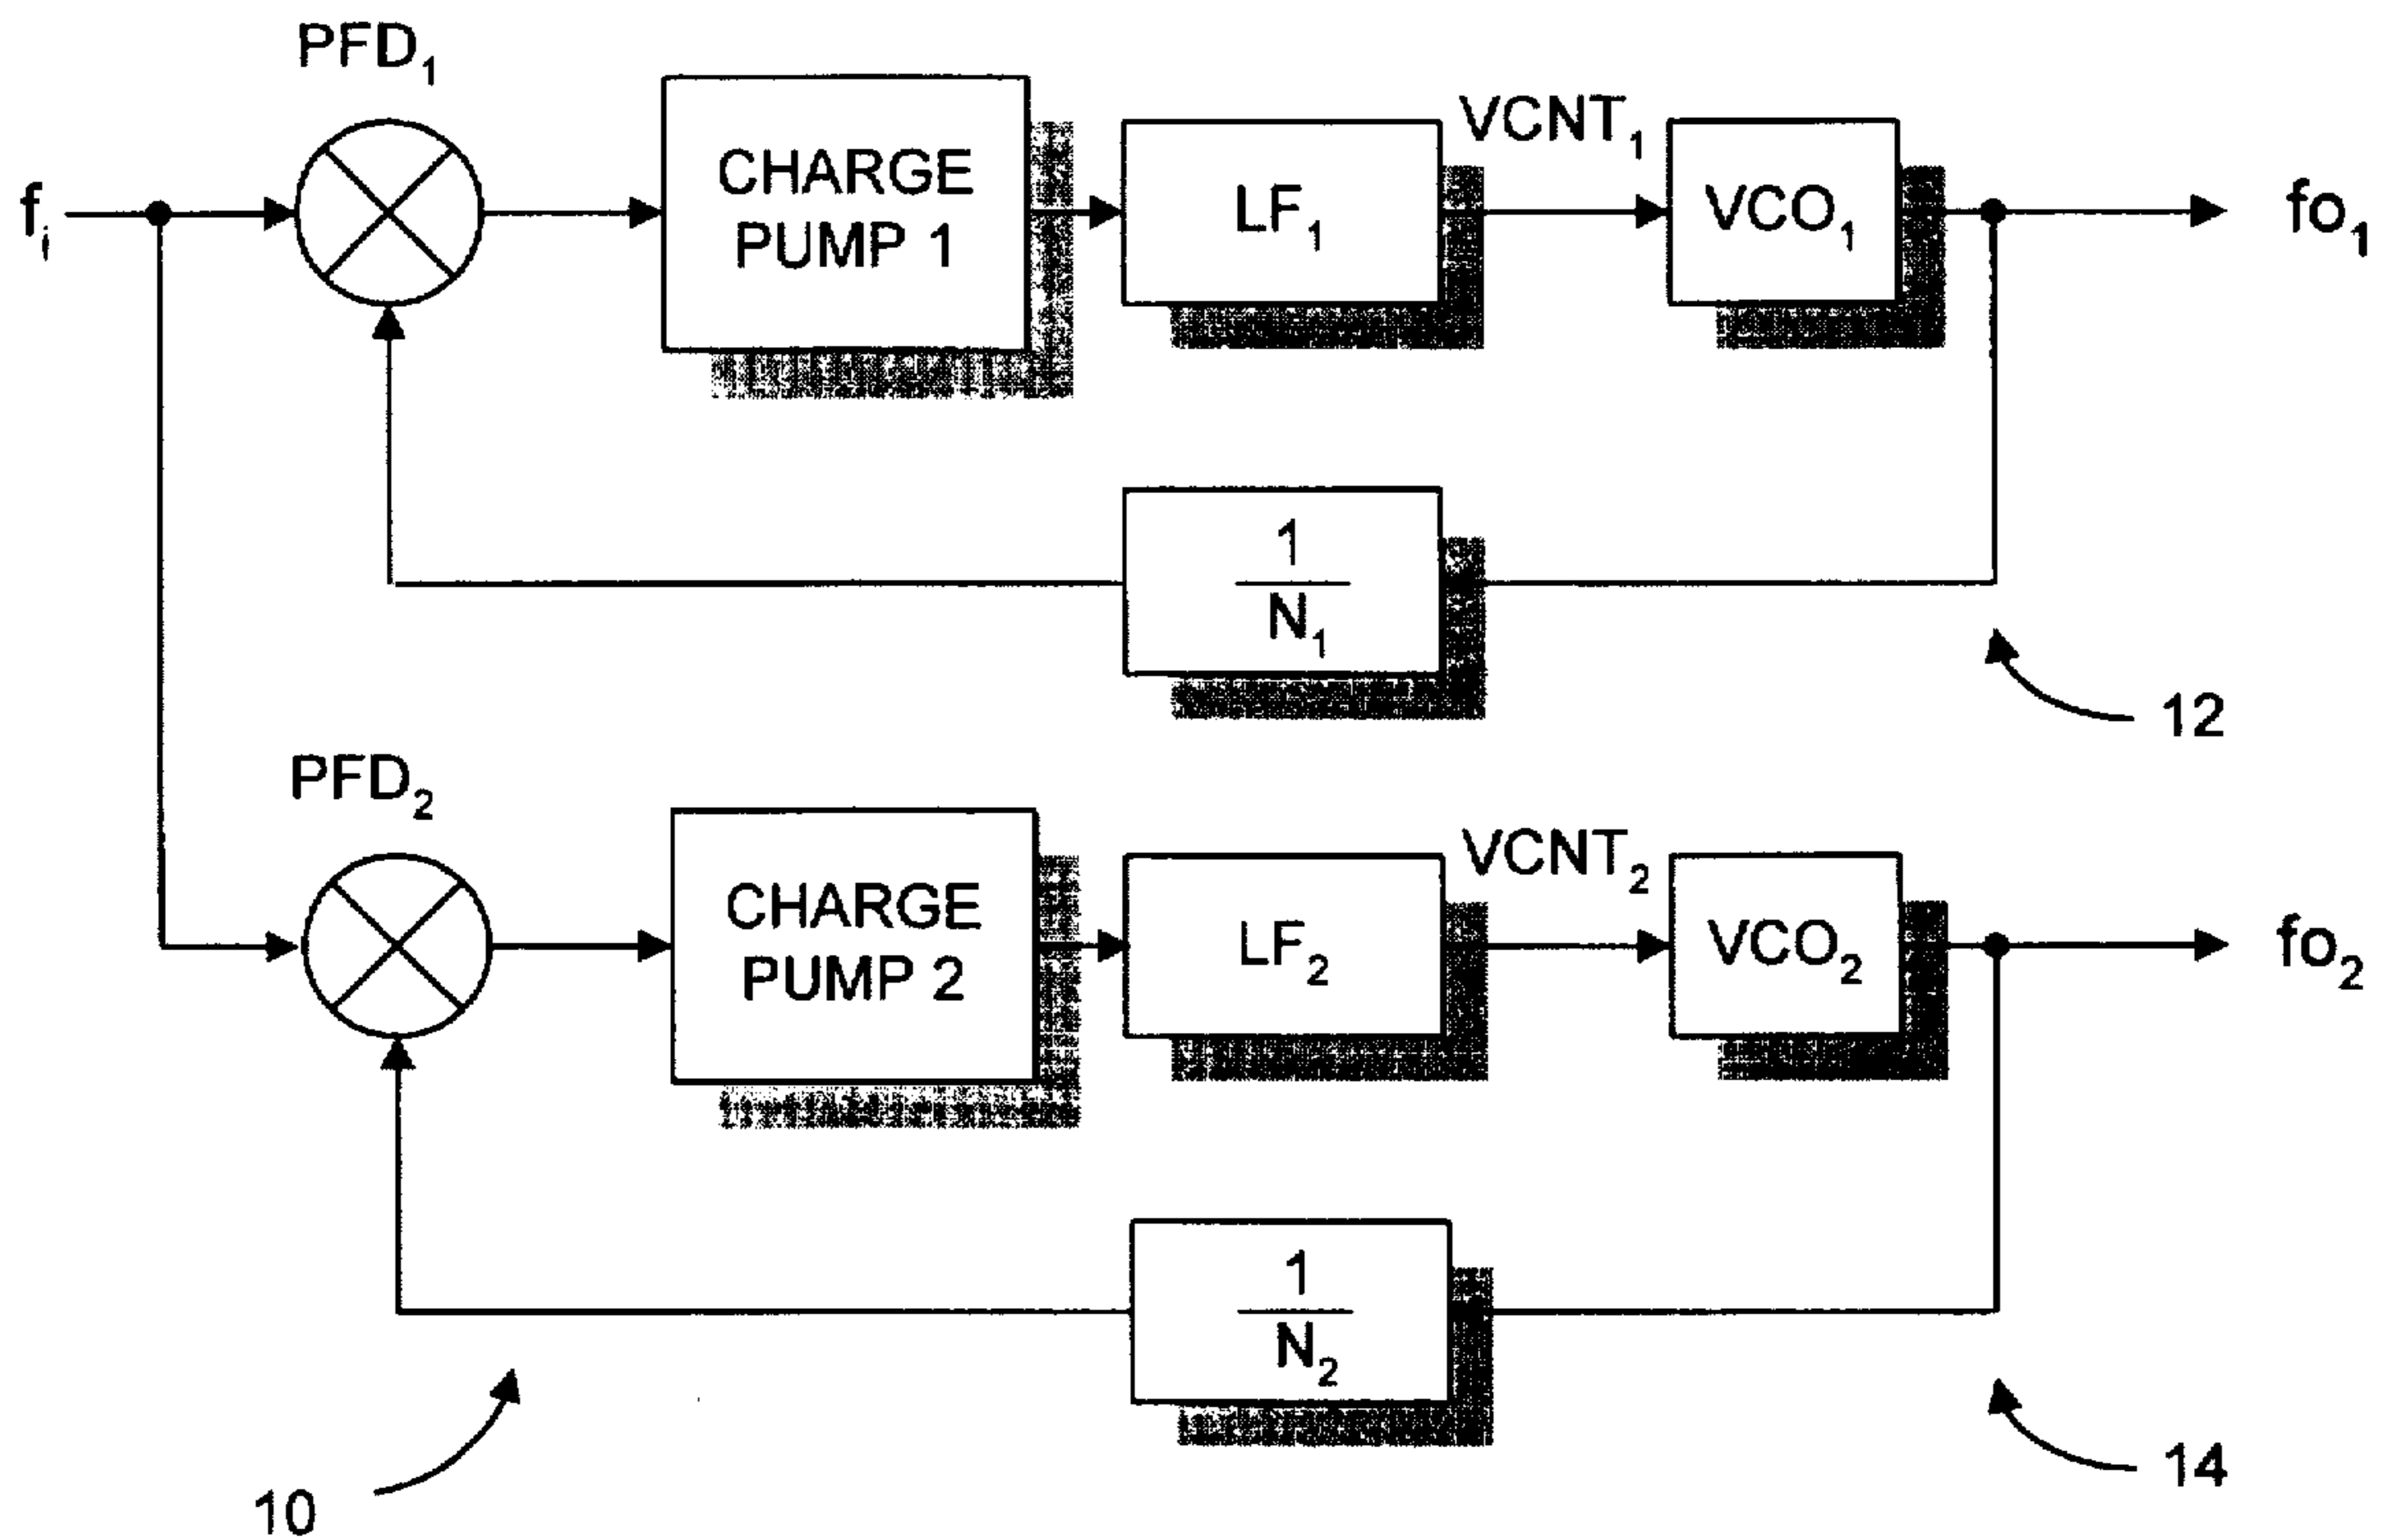 PFD₁
CHARGE
PUMP 1
LF₁
VCNT₁
VCO₁
fᵢ
fo₁
1
N₁
12
PFD₂
CHARGE
PUMP 2
LF₂
VCNT₂
VCO₂
fo₂
1
N₂
14
10